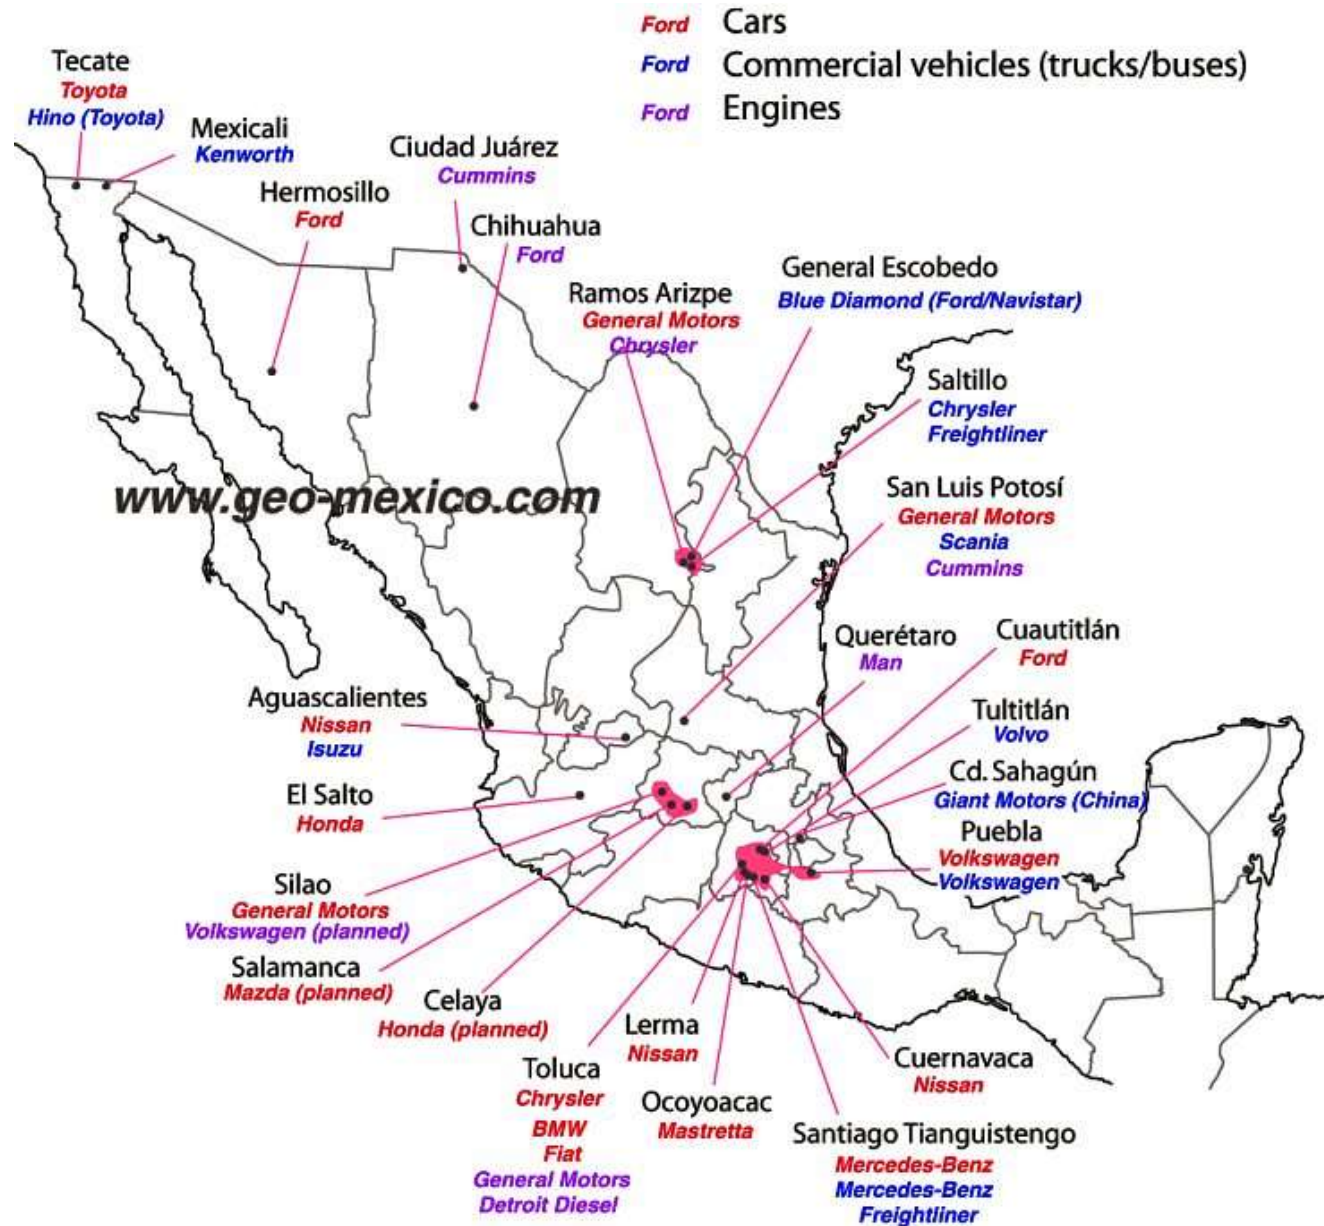 Ford Cars
Ford Commercial vehicles (trucks/buses)
Ford Engines
Tecate
Toyota
Hino (Toyota)
Mexicali
Kenworth
Hermosillo
Ford
Ciudad Juárez
Cummins
Chihuahua
Ford
Ramos Arizpe
General Motors
Chrysler
General Escobedo
Blue Diamond (Ford/Navistar)
Saltillo
Chrysler
Freightliner
www.geo-mexico.com
San Luis Potosí
General Motors
Scania
Cummins
Querétaro
Man
Cuautitlán
Ford
Aguascalientes
Nissan
Isuzu
Tultitlán
Volvo
Cd. Sahagún
Giant Motors (China)
El Salto
Honda
Puebla
Volkswagen
Volkswagen
Silao
General Motors
Volkswagen (planned)
Salamanca
Mazda (planned)
Celaya
Honda (planned)
Lerma
Nissan
Toluca
Chrysler
BMW
Fiat
General Motors
Detroit Diesel
Ocoyoacac
Mastretta
Cuernavaca
Nissan
Santiago Tianguistengo
Mercedes-Benz
Mercedes-Benz
Freightliner